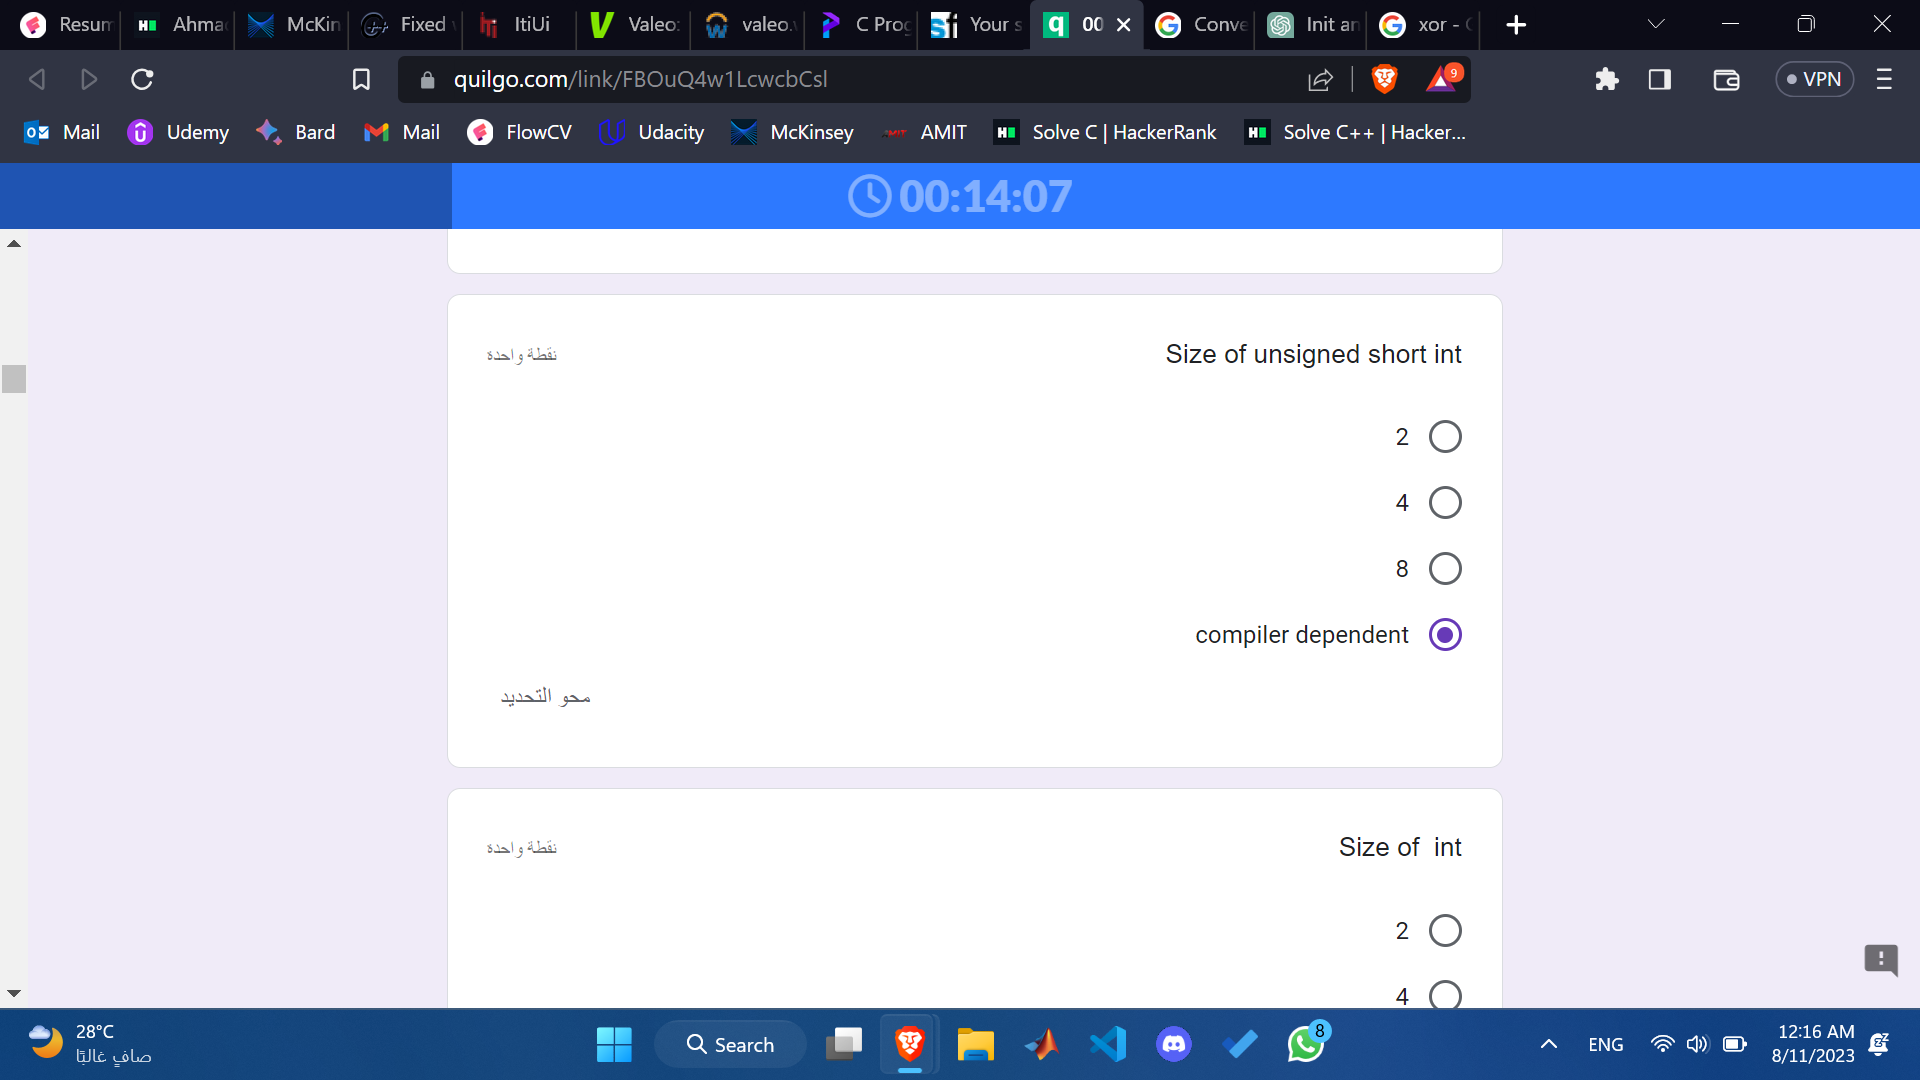 Resum
Ahma
McKin
Fixed
ItiUi
Valeo:
valeo.
C Prog
Your s
00
Conve
Init an
xor - G
quilgo.com/link/FBOuQ4w1LcwcbCsl
9
VPN
Mail
Udemy
Bard
Mail
FlowCV
Udacity
McKinsey
AMIT
Solve C | HackerRank
Solve C++ | Hacker...
00:14:07
Size of unsigned short int
نقطة واحدة
2
4
8
compiler dependent
محو التحديد
Size of int
نقطة واحدة
2
4
28°C
صافٍ غالبًا
Search
8
ENG
12:16 AM
8/11/2023